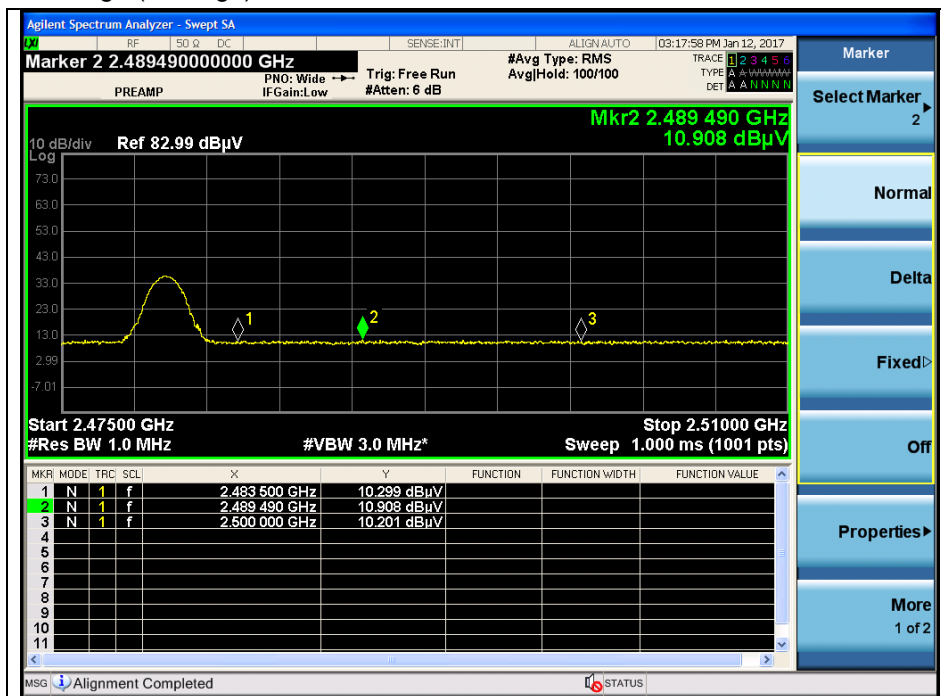 Agilent Spectrum Analyzer - Swept SA
LXI RF 50 Ω DC SENSE:INT ALIGN AUTO 03:17:58 PM Jan 12, 2017
Marker 2 2.489490000000 GHz
PREAMP
PNO: Wide
IFGain:Low
Trig: Free Run
#Atten: 6 dB
#Avg Type: RMS
Avg|Hold: 100/100
TRACE 1 2 3 4 5 6
TYPE A A WWWW
DET A A N N N N
Mkr2 2.489 490 GHz
10.908 dBµV
10 dB/div Ref 82.99 dBµV
Log
73.0
63.0
53.0
43.0
33.0
23.0
13.0
2.99
-7.01
1
2
3
Start 2.47500 GHz Stop 2.51000 GHz
#Res BW 1.0 MHz #VBW 3.0 MHz* Sweep 1.000 ms (1001 pts)
MKR MODE TRC SCL X Y FUNCTION FUNCTION WIDTH FUNCTION VALUE
1 N 1 f 2.483 500 GHz 10.299 dBµV
2 N 1 f 2.489 490 GHz 10.908 dBµV
3 N 1 f 2.500 000 GHz 10.201 dBµV
4
5
6
7
8
9
10
11
MSG Alignment Completed STATUS
Marker
Select Marker
2
Normal
Delta
Fixed
Off
Properties
More
1 of 2